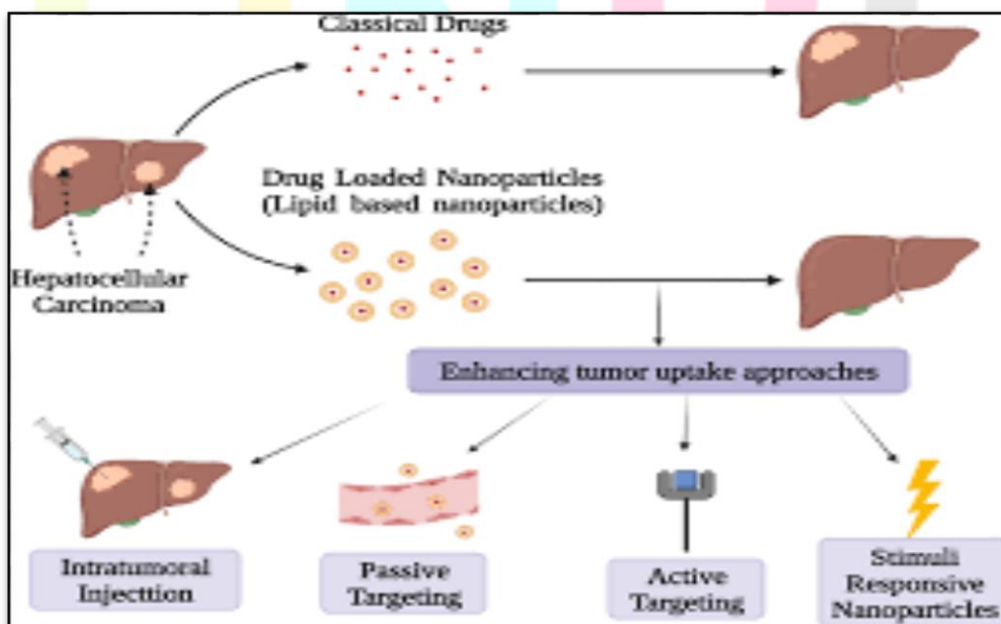 Classical Drugs
Drug Loaded Nanoparticles
(Lipid based nanoparticles)
Hepatocellular
Carcinoma
Enhancing tumor uptake approaches
Intratumoral
Injecttion
Passive
Targeting
Active
Targeting
Stimuli
Responsive
Nanoparticles